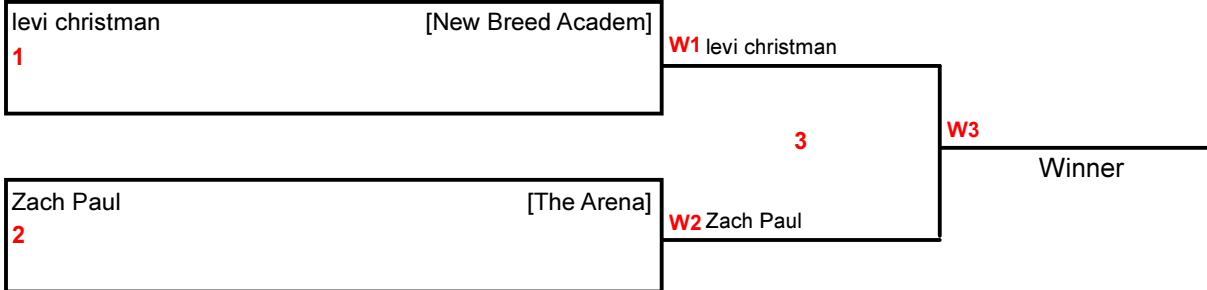 levi christman [New Breed Academ]
1
W1 levi christman
3
W3
Winner
Zach Paul [The Arena]
2
W2 Zach Paul